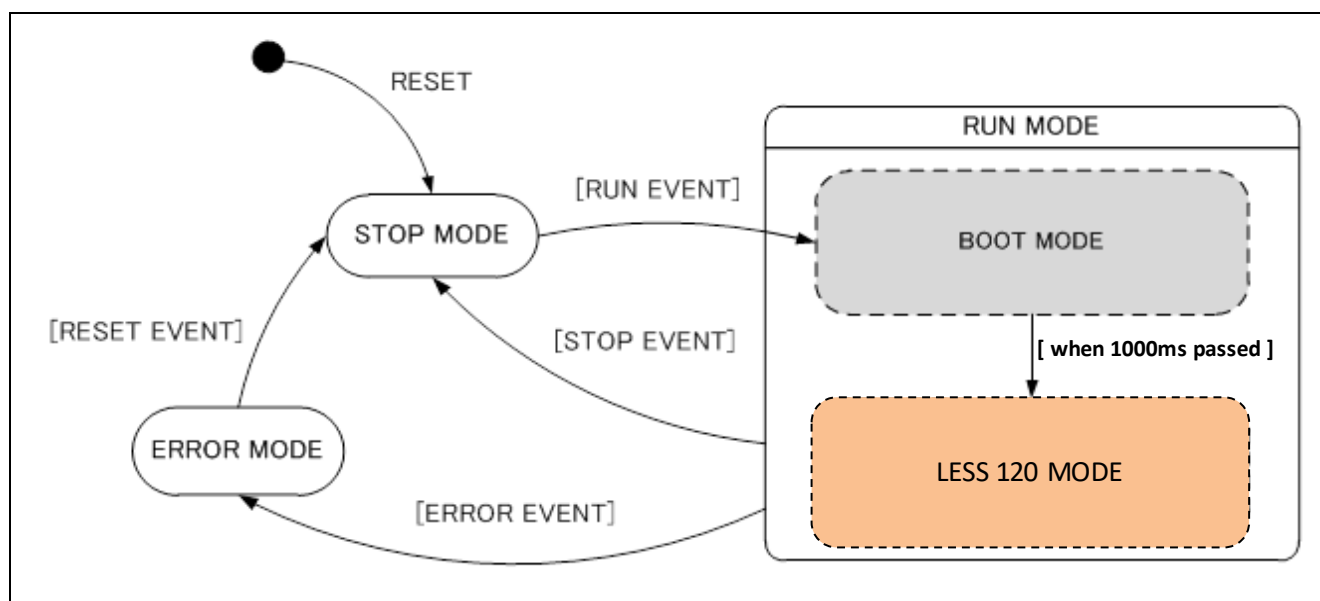 RESET
RUN MODE
[RUN EVENT]
STOP MODE
BOOT MODE
[RESET EVENT]
[STOP EVENT]
[ when 1000ms passed ]
ERROR MODE
LESS 120 MODE
[ERROR EVENT]